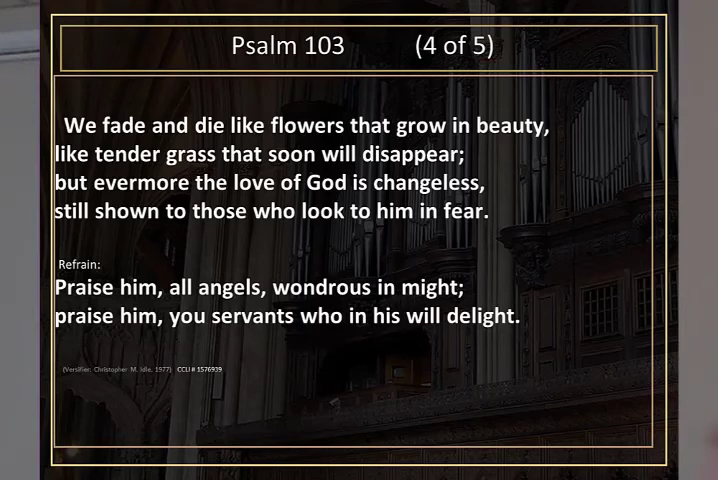 Psalm 103 (4 of 5)
We fade and die like flowers that grow in beauty,
like tender grass that soon will disappear;
but evermore the love of God is changeless,
still shown to those who look to him in fear.
Refrain:
Praise him, all angels, wondrous in might;
praise him, you servants who in his will delight.
(Versifier: Christopher M. Idle, 1977) CCLI # 1576939